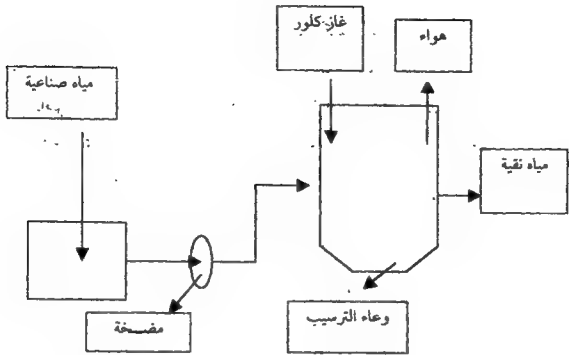 غاز كلور
هواء
مياه صناعية
مياه نقية
مضخة
وعاء الترسيب